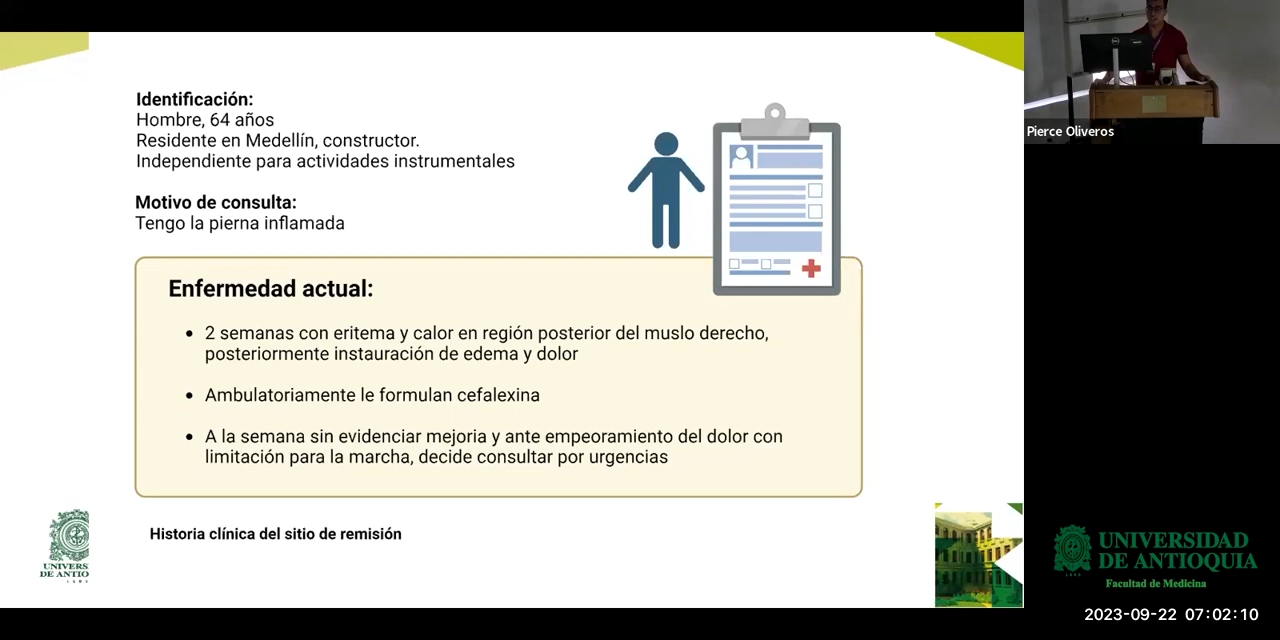 Identificación:
Hombre, 64 años
Residente en Medellín, constructor.
Independiente para actividades instrumentales
Motivo de consulta:
Tengo la pierna inflamada
Enfermedad actual:
2 semanas con eritema y calor en región posterior del muslo derecho,
posteriormente instauración de edema y dolor
Ambulatoriamente le formulan cefalexina
A la semana sin evidenciar mejoria y ante empeoramiento del dolor con
limitación para la marcha, decide consultar por urgencias
Historia clínica del sitio de remisión
UNIVERS
DE ANTIO
Pierce Oliveros
UNIVERSIDAD
DE ANTIOQUIA
Facultad de Medicina
2023-09-22 07:02:10